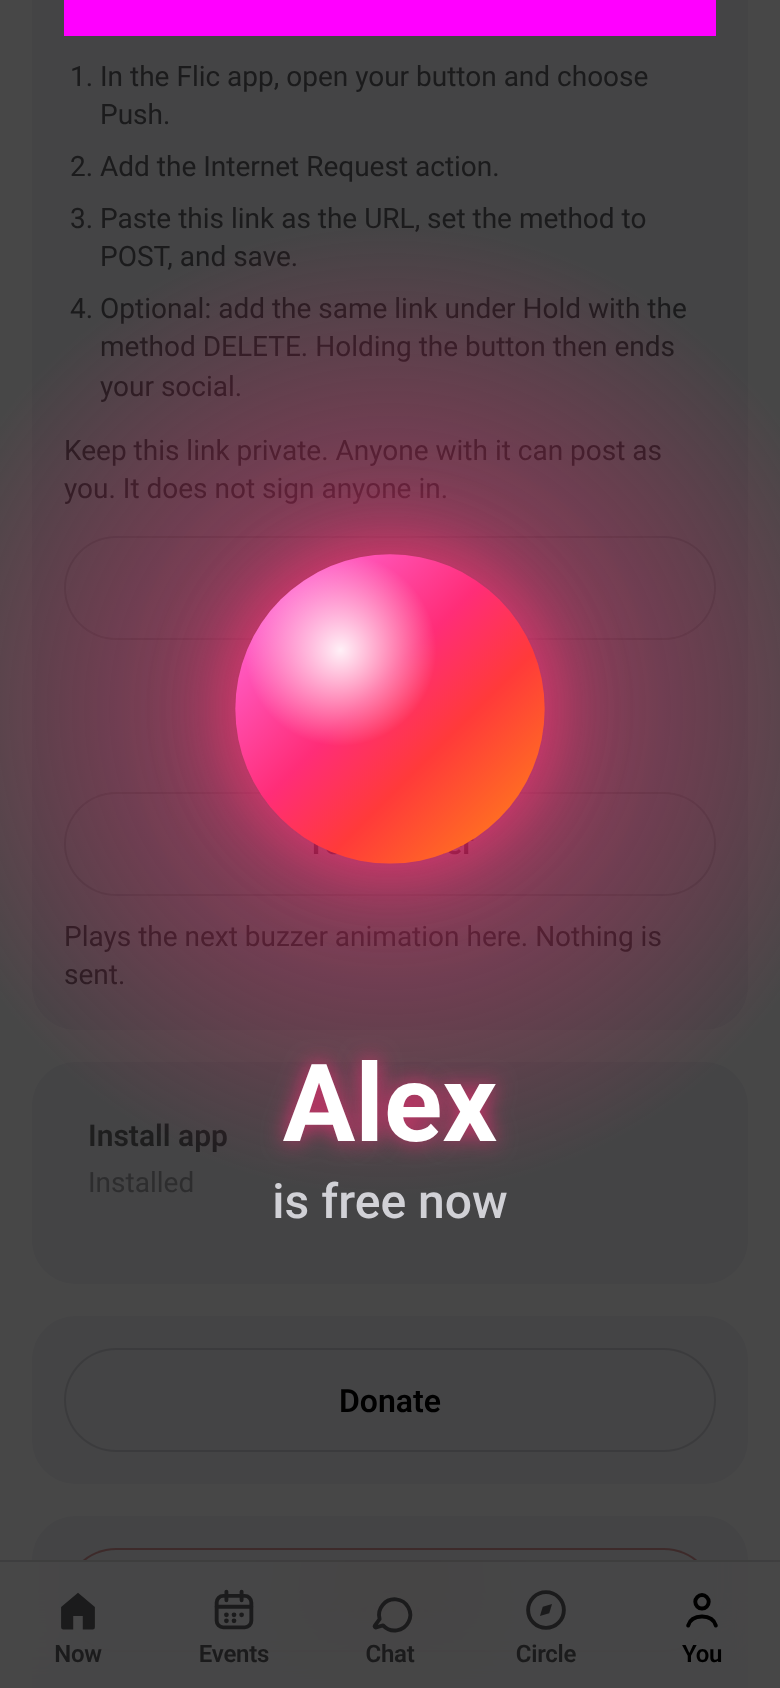 1. In the Flic app, open your button and choose
Push.
2. Add the Internet Request action.
3. Paste this link as the URL, set the method to
POST, and save.
4. Optional: add the same link under Hold with the
method DELETE. Holding the button then ends
your social.
Keep this link private. Anyone with it can post as
you. It does not sign anyone in.
Plays the next buzzer animation here. Nothing is
sent.
Alex
is free now
Install app
Installed
Donate
Now
Events
Chat
Circle
You